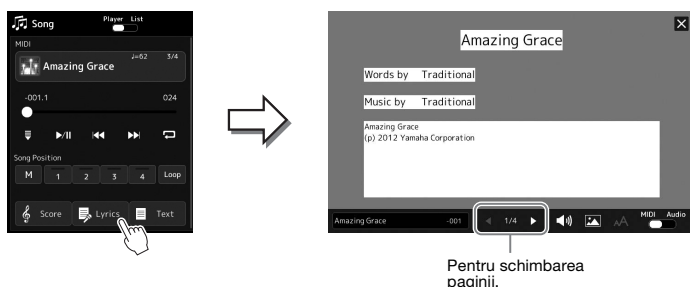 Song
Player List
MIDI
Amazing Grace
♩=62 3/4
-001.1 024
Song Position
M 1 2 3 4 Loop
Score Lyrics Text
Amazing Grace
Words by Traditional
Music by Traditional
Amazing Grace
(p) 2012 Yamaha Corporation
Amazing Grace -001 1/4 AA MIDI Audio
Pentru schimbarea
paginii.